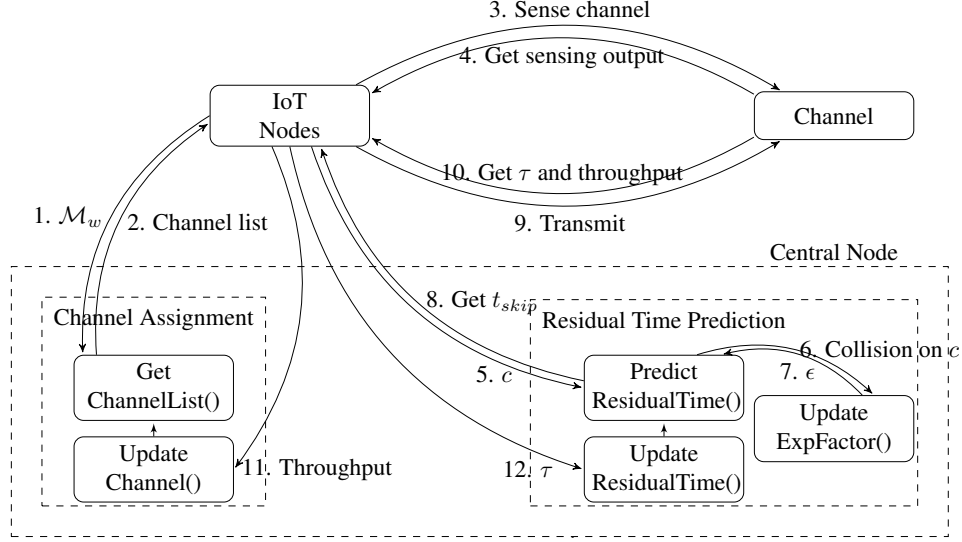 3. Sense channel
4. Get sensing output
IoT
Nodes
Channel
10. Get τ and throughput
9. Transmit
1. ℳ_w
2. Channel list
Central Node
8. Get t_{skip}
Channel Assignment
Residual Time Prediction
6. Collision on c
7. ϵ
5. c
Get
ChannelList()
Predict
ResidualTime()
Update
ExpFactor()
Update
Channel()
11. Throughput
12. τ
Update
ResidualTime()